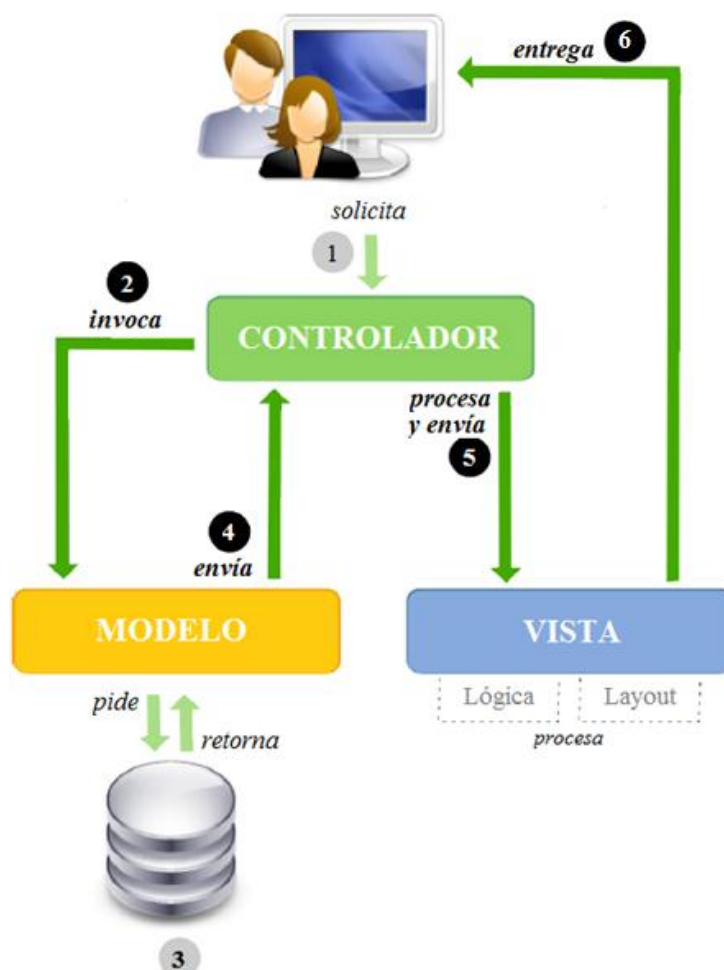 entrega 6
solicita
1
2
invoca
CONTROLADOR
procesa
y envía
5
4
envía
MODELO
VISTA
Lógica
Layout
procesa
pide
retorna
3